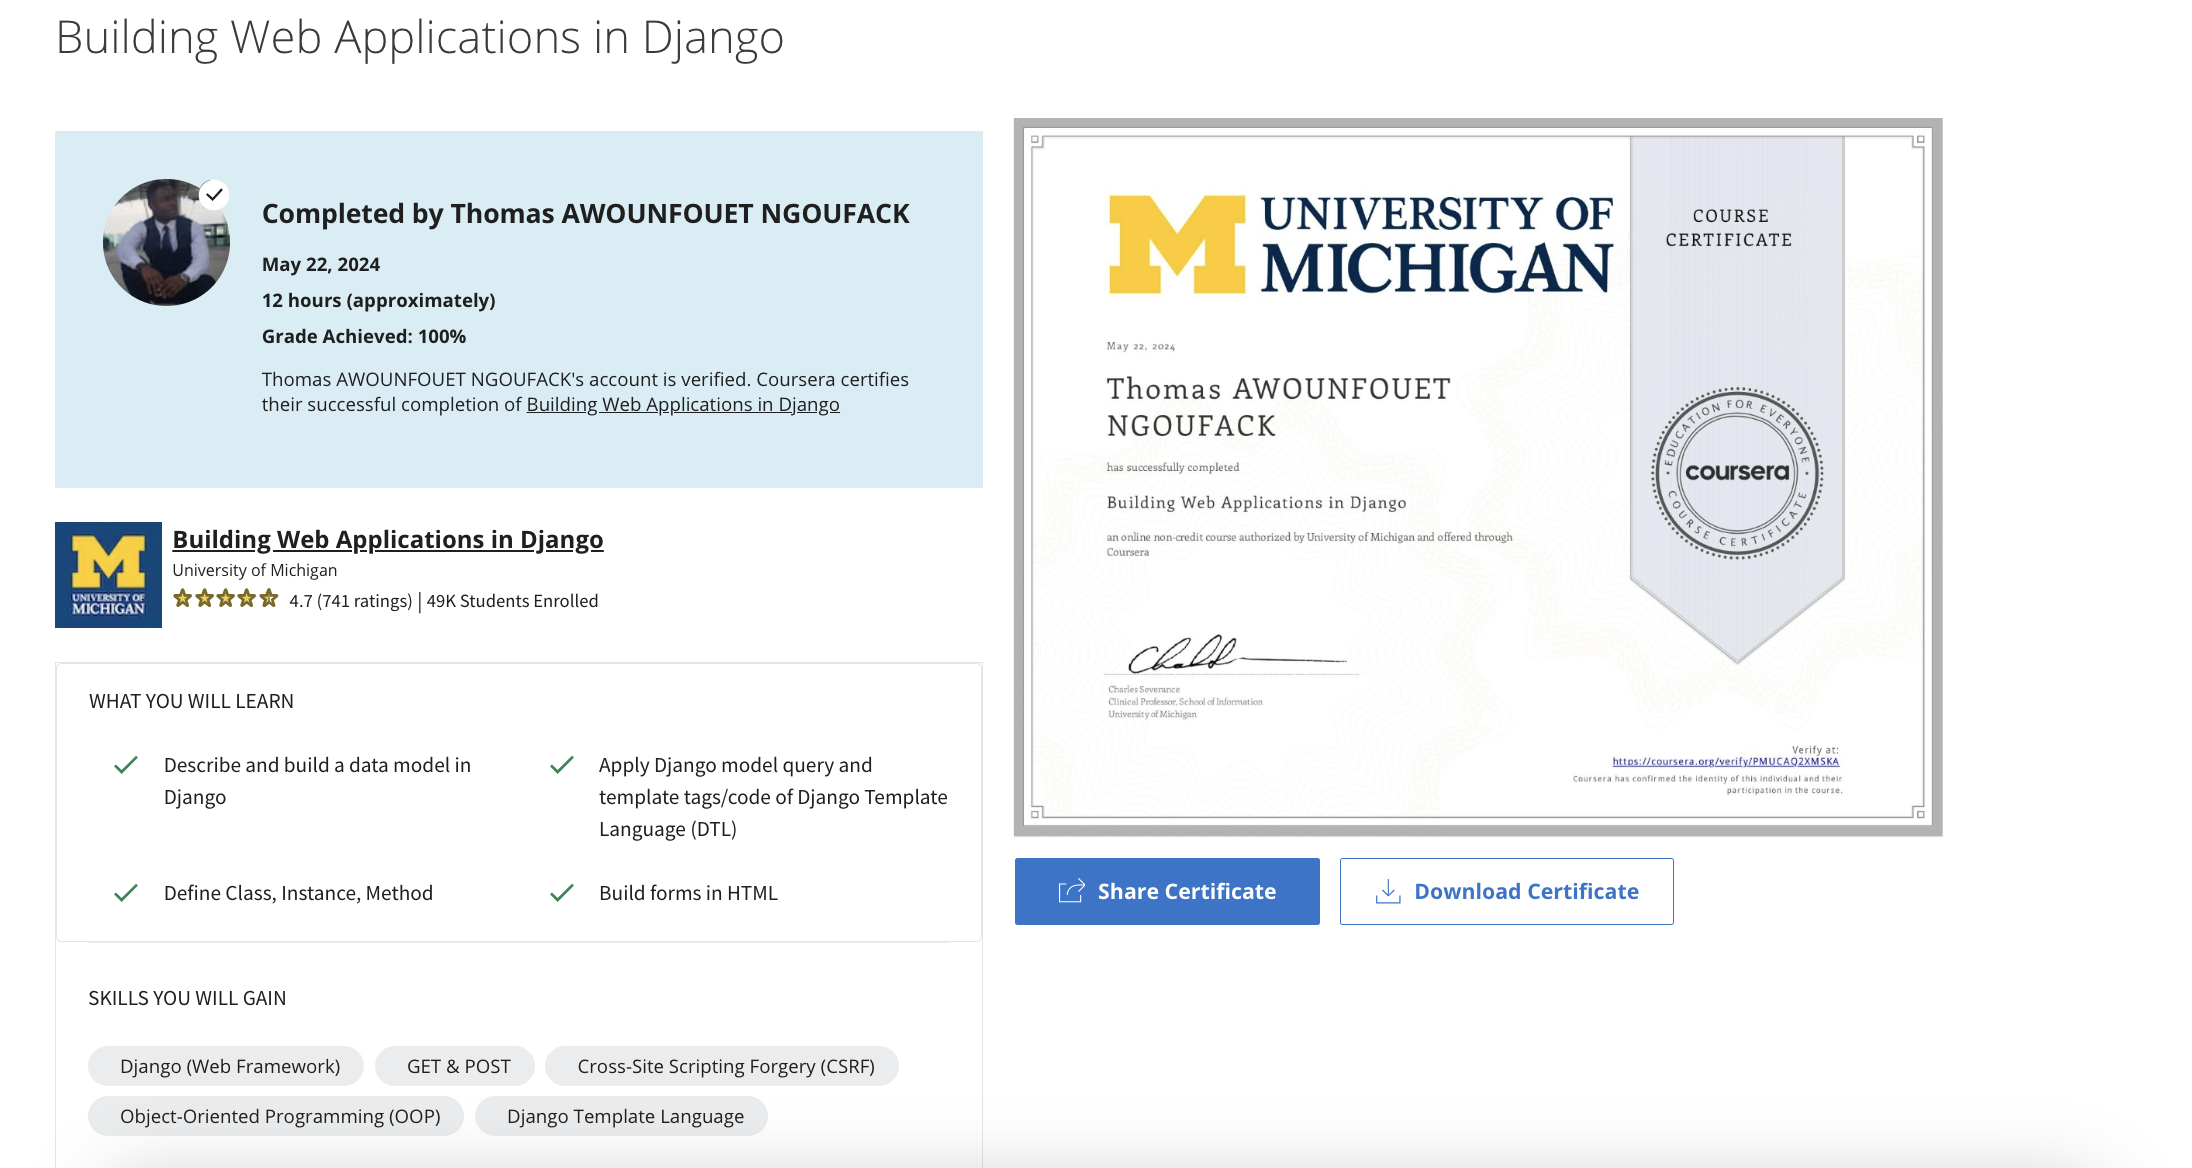 Building Web Applications in Django
Completed by Thomas AWOUNFOUET NGOUFACK
May 22, 2024
12 hours (approximately)
Grade Achieved: 100%
Thomas AWOUNFOUET NGOUFACK's account is verified. Coursera certifies
their successful completion of Building Web Applications in Django
UNIVERSITY OF
MICHIGAN
Building Web Applications in Django
University of Michigan
4.7 (741 ratings) | 49K Students Enrolled
WHAT YOU WILL LEARN
Describe and build a data model in
Django
Apply Django model query and
template tags/code of Django Template
Language (DTL)
Define Class, Instance, Method
Build forms in HTML
SKILLS YOU WILL GAIN
Django (Web Framework)
GET & POST
Cross-Site Scripting Forgery (CSRF)
Object-Oriented Programming (OOP)
Django Template Language
M UNIVERSITY OF
MICHIGAN
COURSE
CERTIFICATE
May 22, 2024
Thomas AWOUNFOUET
NGOUFACK
has successfully completed
Building Web Applications in Django
an online non-credit course authorized by University of Michigan and offered through
Coursera
EDUCATION FOR EVERYONE
coursera
COURSE CERTIFICATE
Charles Severance
Clinical Professor, School of Information
University of Michigan
Verify at:
https://coursera.org/verify/PMUCAQ2XMSKA
Coursera has confirmed the identity of this individual and their
participation in the course.
Share Certificate
Download Certificate